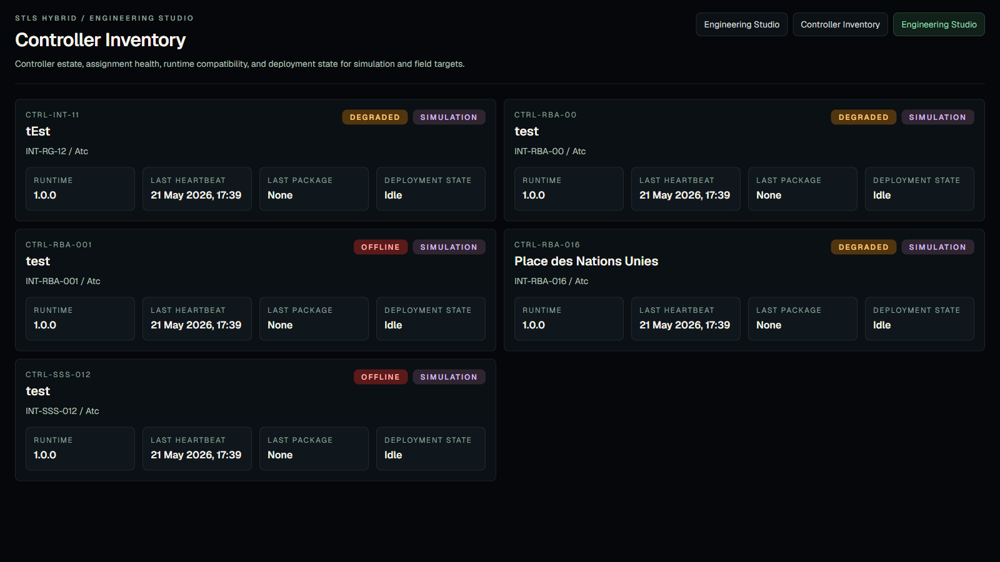 STLS HYBRID / ENGINEERING STUDIO
Controller Inventory
Controller estate, assignment health, runtime compatibility, and deployment state for simulation and field targets.
Engineering Studio
Controller Inventory
Engineering Studio
CTRL-INT-11
tEst
INT-RG-12 / Atc
DEGRADED
SIMULATION
RUNTIME
1.0.0
LAST HEARTBEAT
21 May 2026, 17:39
LAST PACKAGE
None
DEPLOYMENT STATE
Idle
CTRL-RBA-00
test
INT-RBA-00 / Atc
DEGRADED
SIMULATION
RUNTIME
1.0.0
LAST HEARTBEAT
21 May 2026, 17:39
LAST PACKAGE
None
DEPLOYMENT STATE
Idle
CTRL-RBA-001
test
INT-RBA-001 / Atc
OFFLINE
SIMULATION
RUNTIME
1.0.0
LAST HEARTBEAT
21 May 2026, 17:39
LAST PACKAGE
None
DEPLOYMENT STATE
Idle
CTRL-RBA-016
Place des Nations Unies
INT-RBA-016 / Atc
DEGRADED
SIMULATION
RUNTIME
1.0.0
LAST HEARTBEAT
21 May 2026, 17:39
LAST PACKAGE
None
DEPLOYMENT STATE
Idle
CTRL-SSS-012
test
INT-SSS-012 / Atc
OFFLINE
SIMULATION
RUNTIME
1.0.0
LAST HEARTBEAT
21 May 2026, 17:39
LAST PACKAGE
None
DEPLOYMENT STATE
Idle